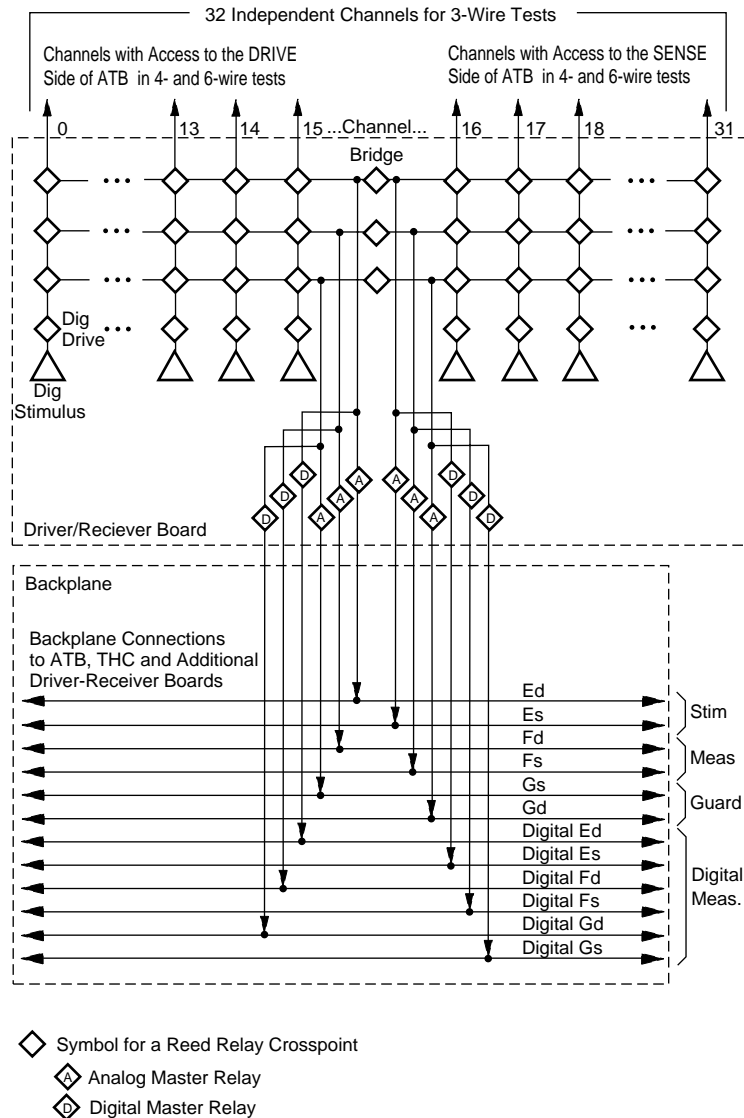 32 Independent Channels for 3-Wire Tests
Channels with Access to the DRIVE
Side of ATB in 4- and 6-wire tests
Channels with Access to the SENSE
Side of ATB in 4- and 6-wire tests
0 13 14 15 ...Channel... 16 17 18 31
Bridge
Dig
Drive
Dig
Stimulus
D D D A A A A A A D D D
Driver/Reciever Board
Backplane
Backplane Connections
to ATB, THC and Additional
Driver-Receiver Boards
Ed
Es
Stim
Fd
Fs
Meas
Gs
Gd
Guard
Digital Ed
Digital Es
Digital Fd
Digital Fs
Digital Gd
Digital Gs
Digital
Meas.
Symbol for a Reed Relay Crosspoint
A Analog Master Relay
D Digital Master Relay